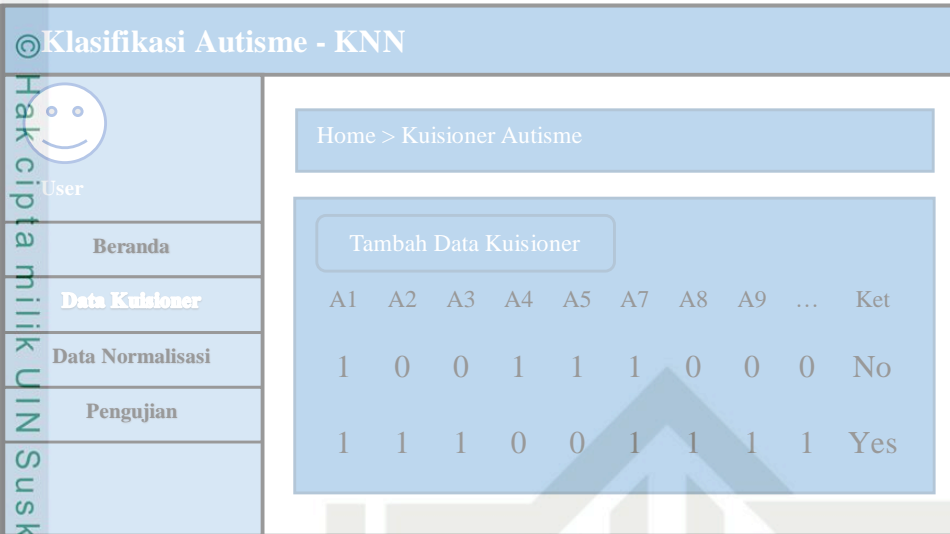 Klasifikasi Autisme - KNN
© Hak cipta milik UIN Susk
User
Beranda
Data Kuisioner
Data Normalisasi
Pengujian
Home > Kuisioner Autisme
Tambah Data Kuisioner
A1 A2 A3 A4 A5 A7 A8 A9 … Ket
1 0 0 1 1 1 0 0 0 No
1 1 1 0 0 1 1 1 1 Yes